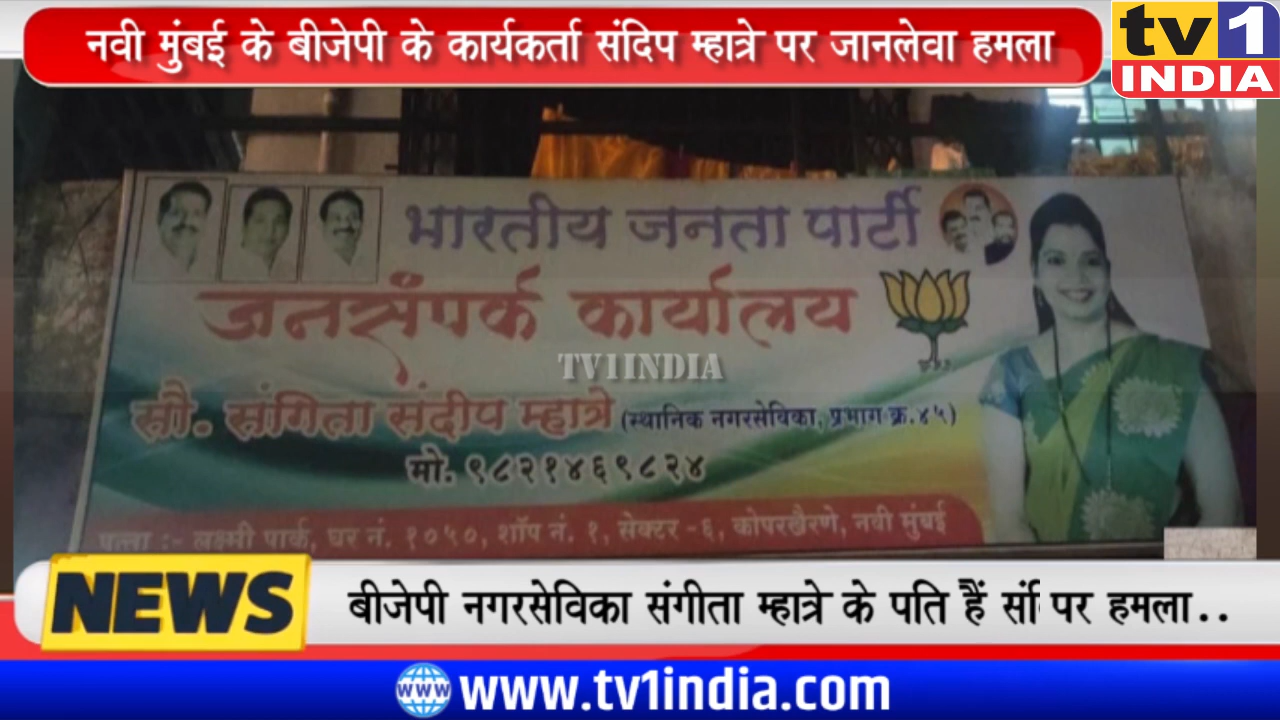 नवी मुंबई के बीजेपी के कार्यकर्ता संदिप म्हात्रे पर जानलेवा हमला
tv1
INDIA
भारतीय जनता पार्टी
जनसंपर्क कार्यालय
TV1INDIA
सौ. संगिता संदीप म्हात्रे (स्थानिक नगरसेविका, प्रभाग क्र.४५)
मो. ९८२१४६९८२४
पत्ता :- लक्ष्मी पार्क, घर नं. १०५०, शॉप नं. १, सेक्टर -६, कोपरखैरणे, नवी मुंबई
NEWS
बीजेपी नगरसेविका संगीता म्हात्रे के पति हैं पर हमला..
www www.tv1india.com